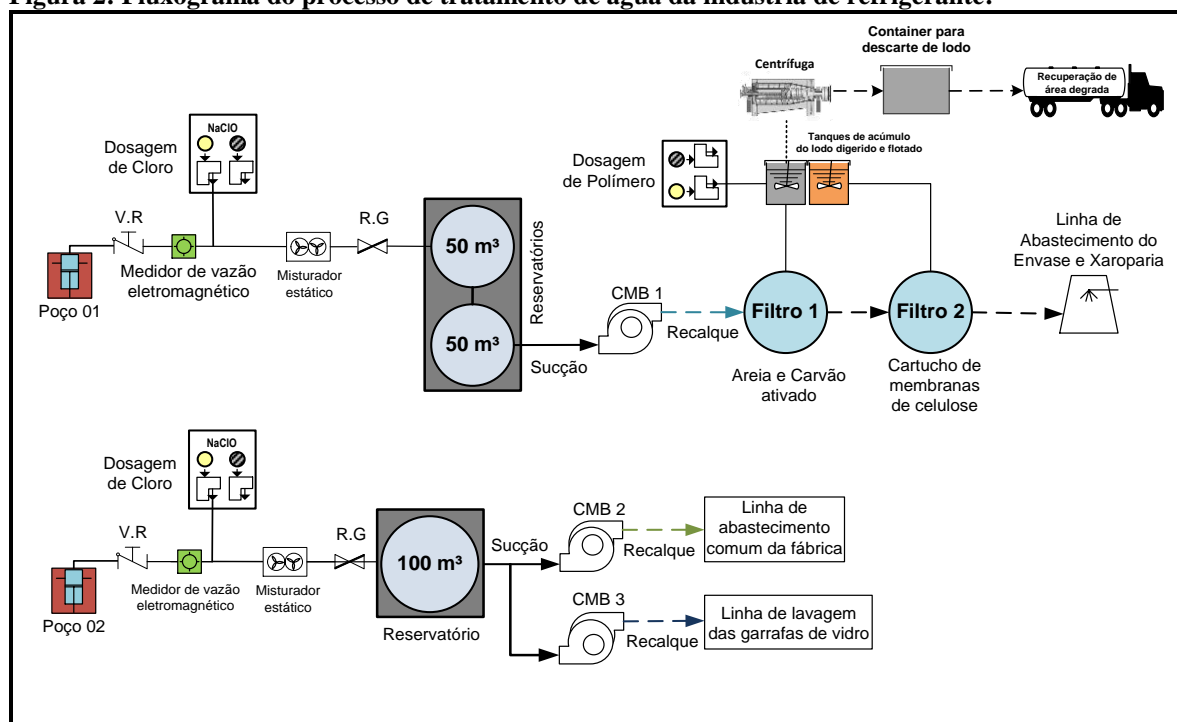 Figura 2: Fluxograma do processo de tratamento de água da indústria de refrigerante.
Container para
descarte de lodo
Centrífuga
Recuperação de
área degrada
NaClO
Dosagem
de Cloro
Tanques de acúmulo
do lodo digerido e flotado
Dosagem
de Polímero
V.R
R.G
Medidor de vazão
eletromagnético
Misturador
estático
Poço 01
50 m³
50 m³
Reservatórios
Sucção
CMB 1
Recalque
Filtro 1
Areia e Carvão
ativado
Filtro 2
Cartucho de
membranas
de celulose
Linha de
Abastecimento do
Envase e Xaroparia
NaClO
Dosagem
de Cloro
V.R
R.G
Medidor de vazão
eletromagnético
Misturador
estático
Poço 02
100 m³
Reservatório
Sucção
CMB 2
Recalque
Linha de
abastecimento
comum da fábrica
CMB 3
Recalque
Linha de lavagem
das garrafas de vidro